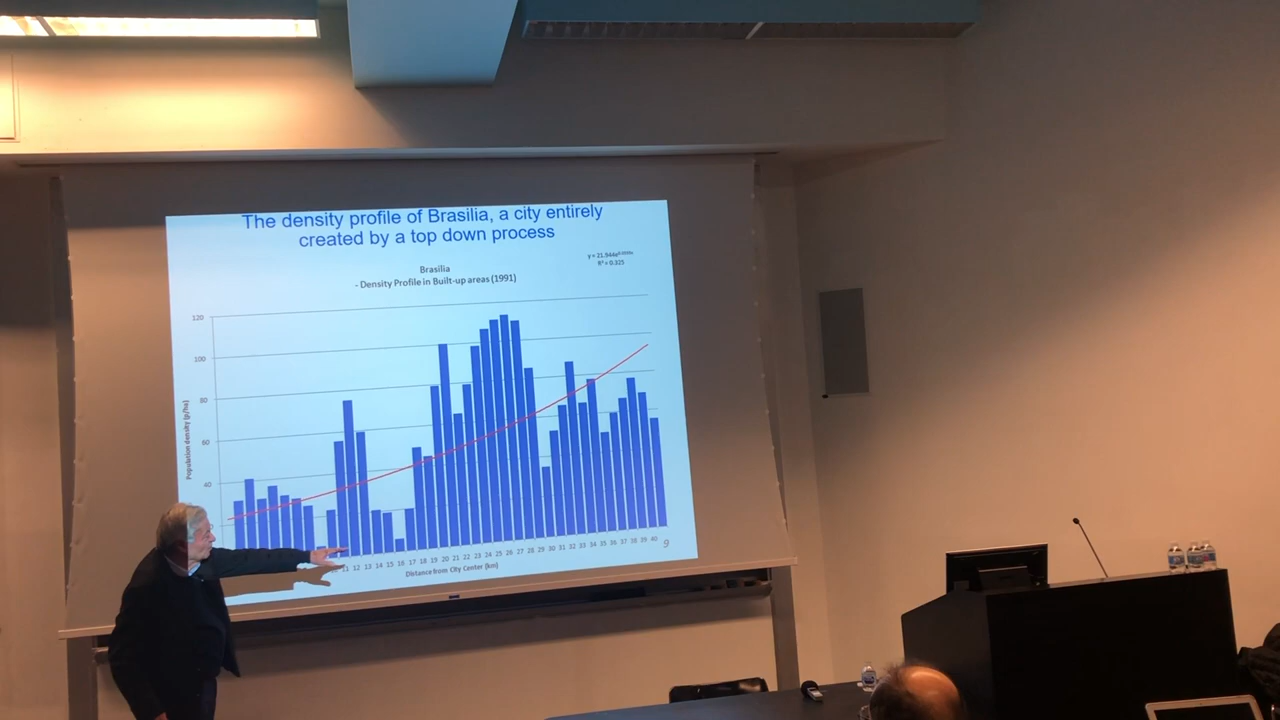 The density profile of Brasilia, a city entirely
created by a top down process
R² = 0.325
Brasilia
- Density Profile in Built-up areas (1991)
120
100
80
60
40
Population density (p/ha)
11 12 13 14 15 16 17 18 19 20 21 22 23 24 25 26 27 28 29 30 31 32 33 34 35 36 37 38 39 40
Distance from City Center (km)
9